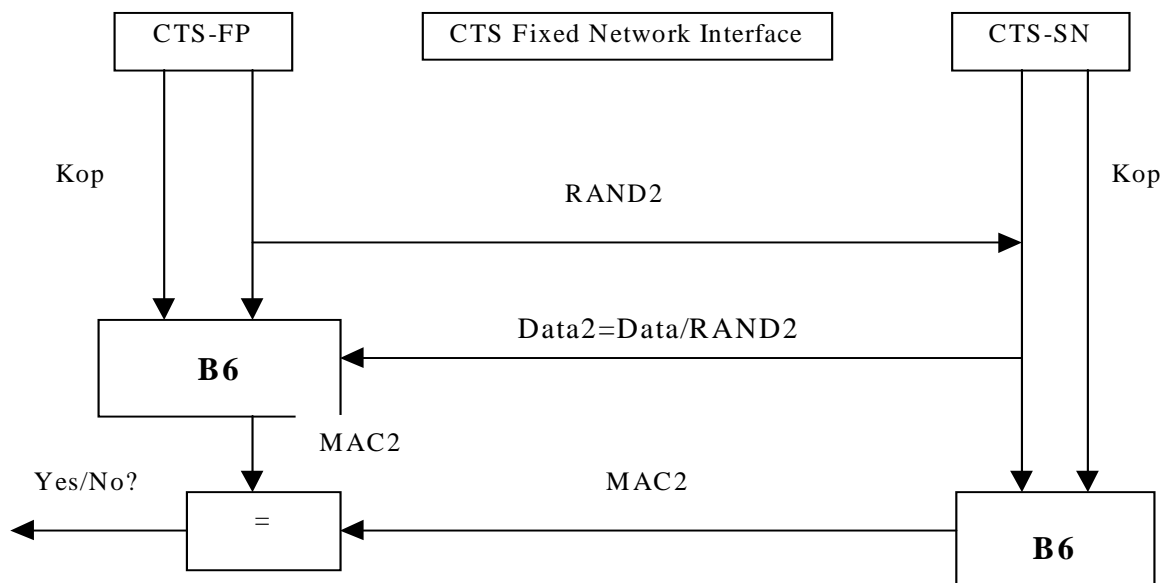 CTS-FP
CTS Fixed Network Interface
CTS-SN
Kop
Kop
RAND2
Data2=Data/RAND2
B6
MAC2
Yes/No?
MAC2
=
B6